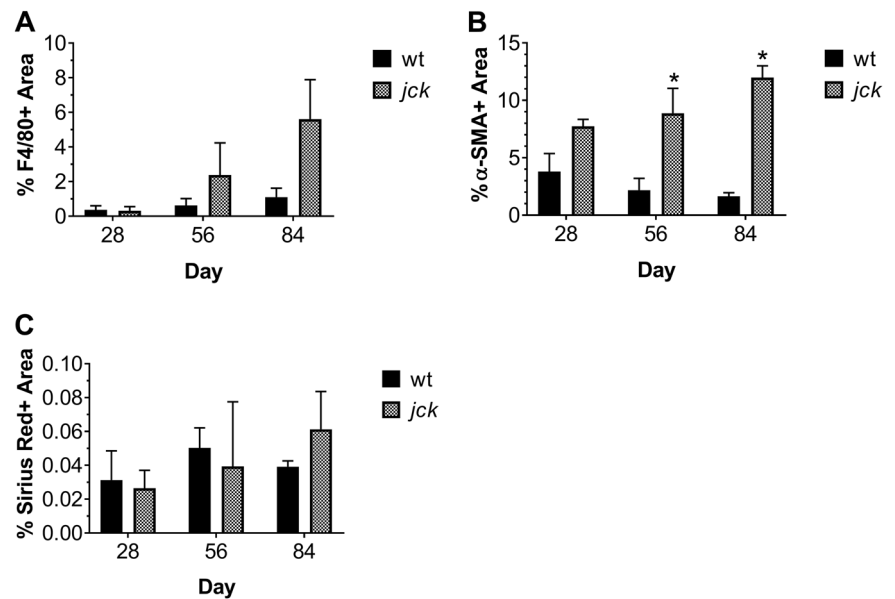 A
% F4/80+ Area
10
8
6
4
2
0
28 56 84
Day
wt
jck
B
%α-SMA+ Area
15
10
5
0
* *
28 56 84
Day
wt
jck
C
% Sirius Red+ Area
0.10
0.08
0.06
0.04
0.02
0.00
28 56 84
Day
wt
jck